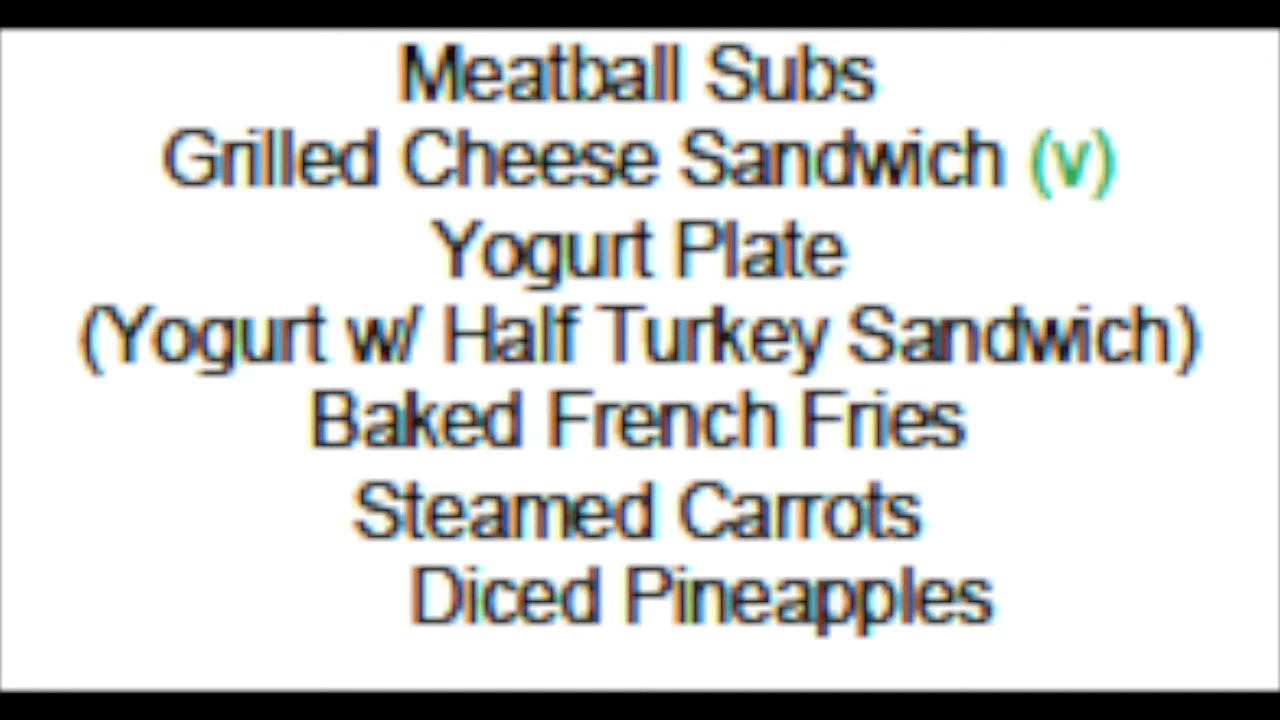 Meatball Subs
Grilled Cheese Sandwich (v)
Yogurt Plate
(Yogurt w/ Half Turkey Sandwich)
Baked French Fries
Steamed Carrots
Diced Pineapples